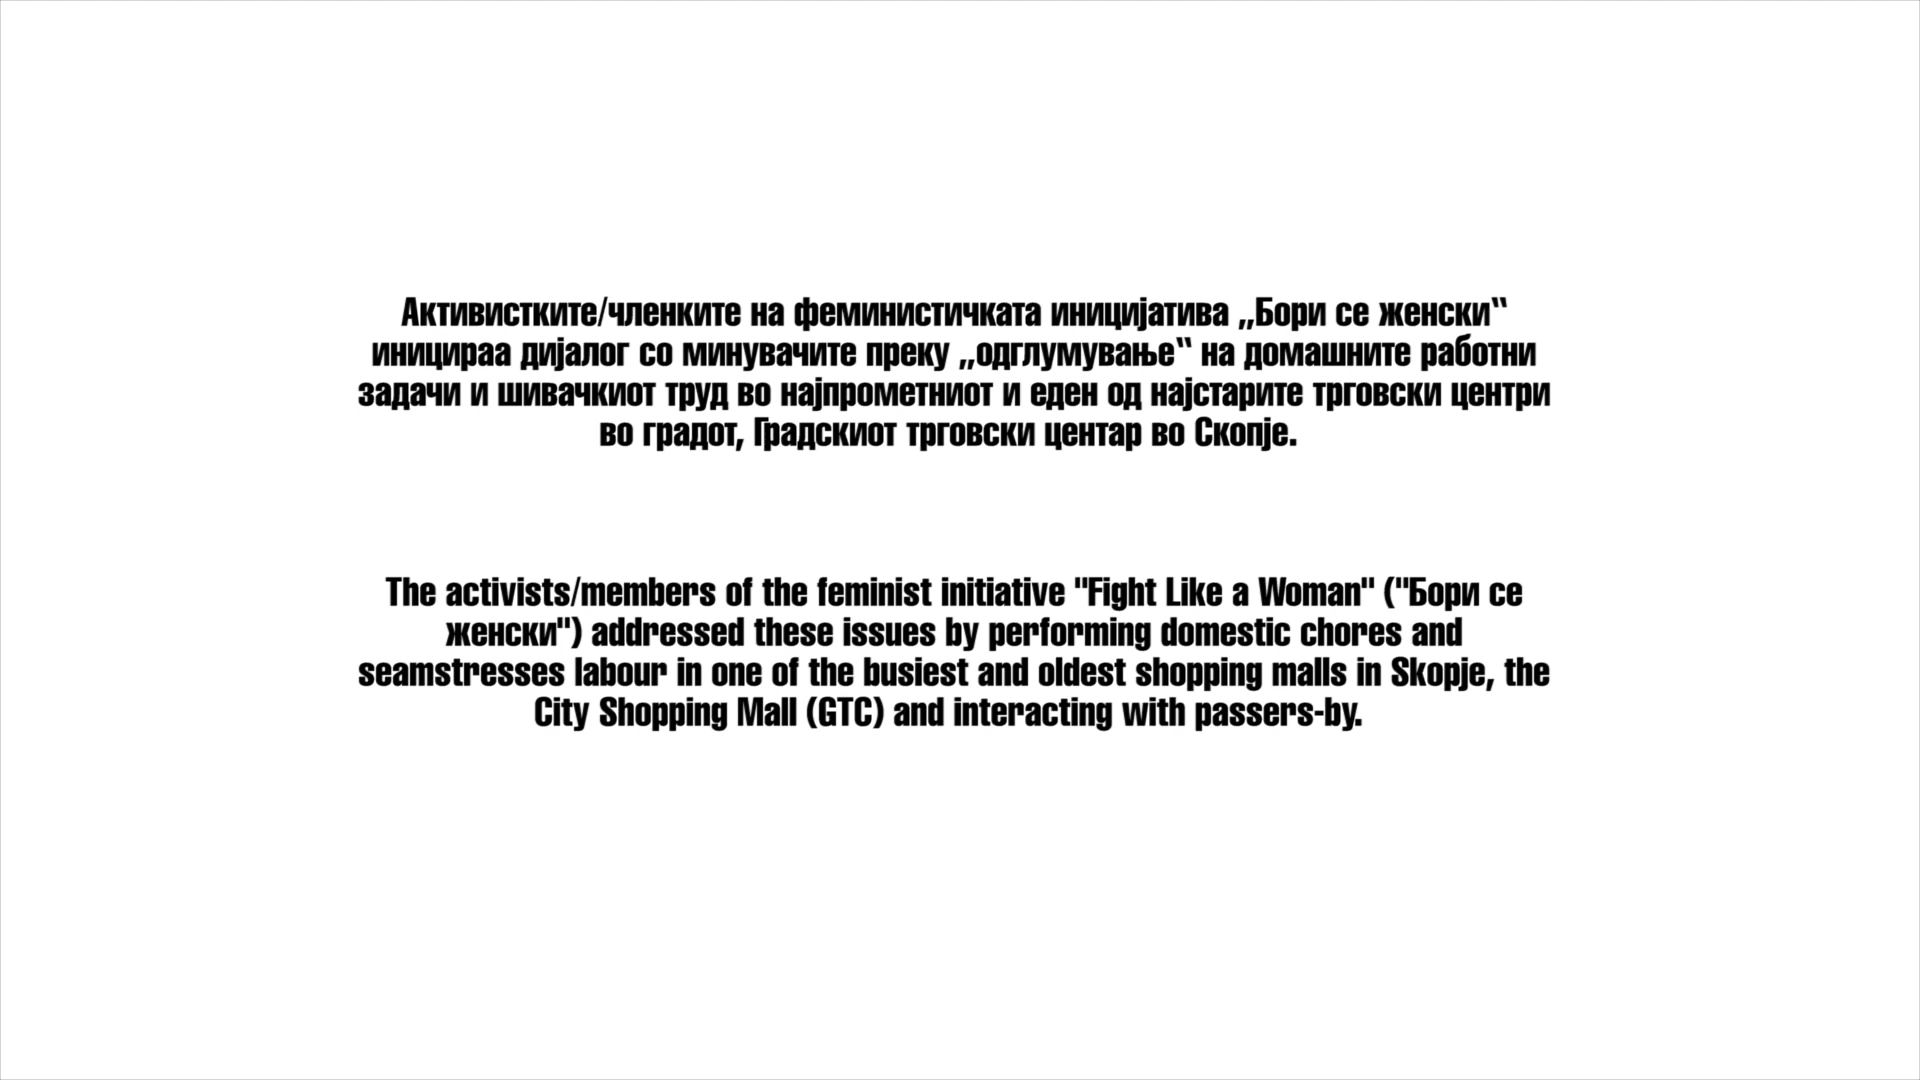 Активистките/членките на феминистичката иницијатива „Бори се женски‟
иницираа дијалог со минувачите преку „одглумување‟ на домашните работни
задачи и шивачкиот труд во најпрометниот и еден од најстарите трговски центри
во градот, Градскиот трговски центар во Скопје.
The activists/members of the feminist initiative "Fight Like a Woman" ("Бори се
женски") addressed these issues by performing domestic chores and
seamstresses labour in one of the busiest and oldest shopping malls in Skopje, the
City Shopping Mall (GTC) and interacting with passers-by.